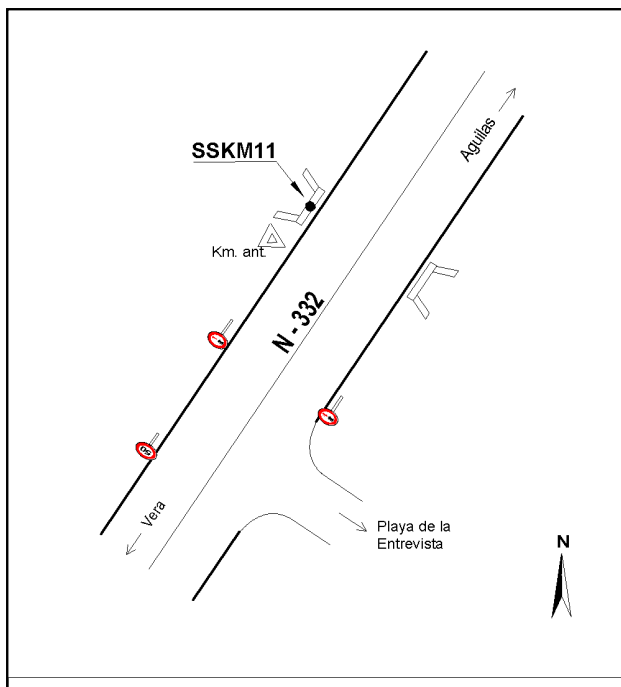 SSKM11
Aguilas
Km. ant.
N - 332
Vera
Playa de la
Entrevista
N